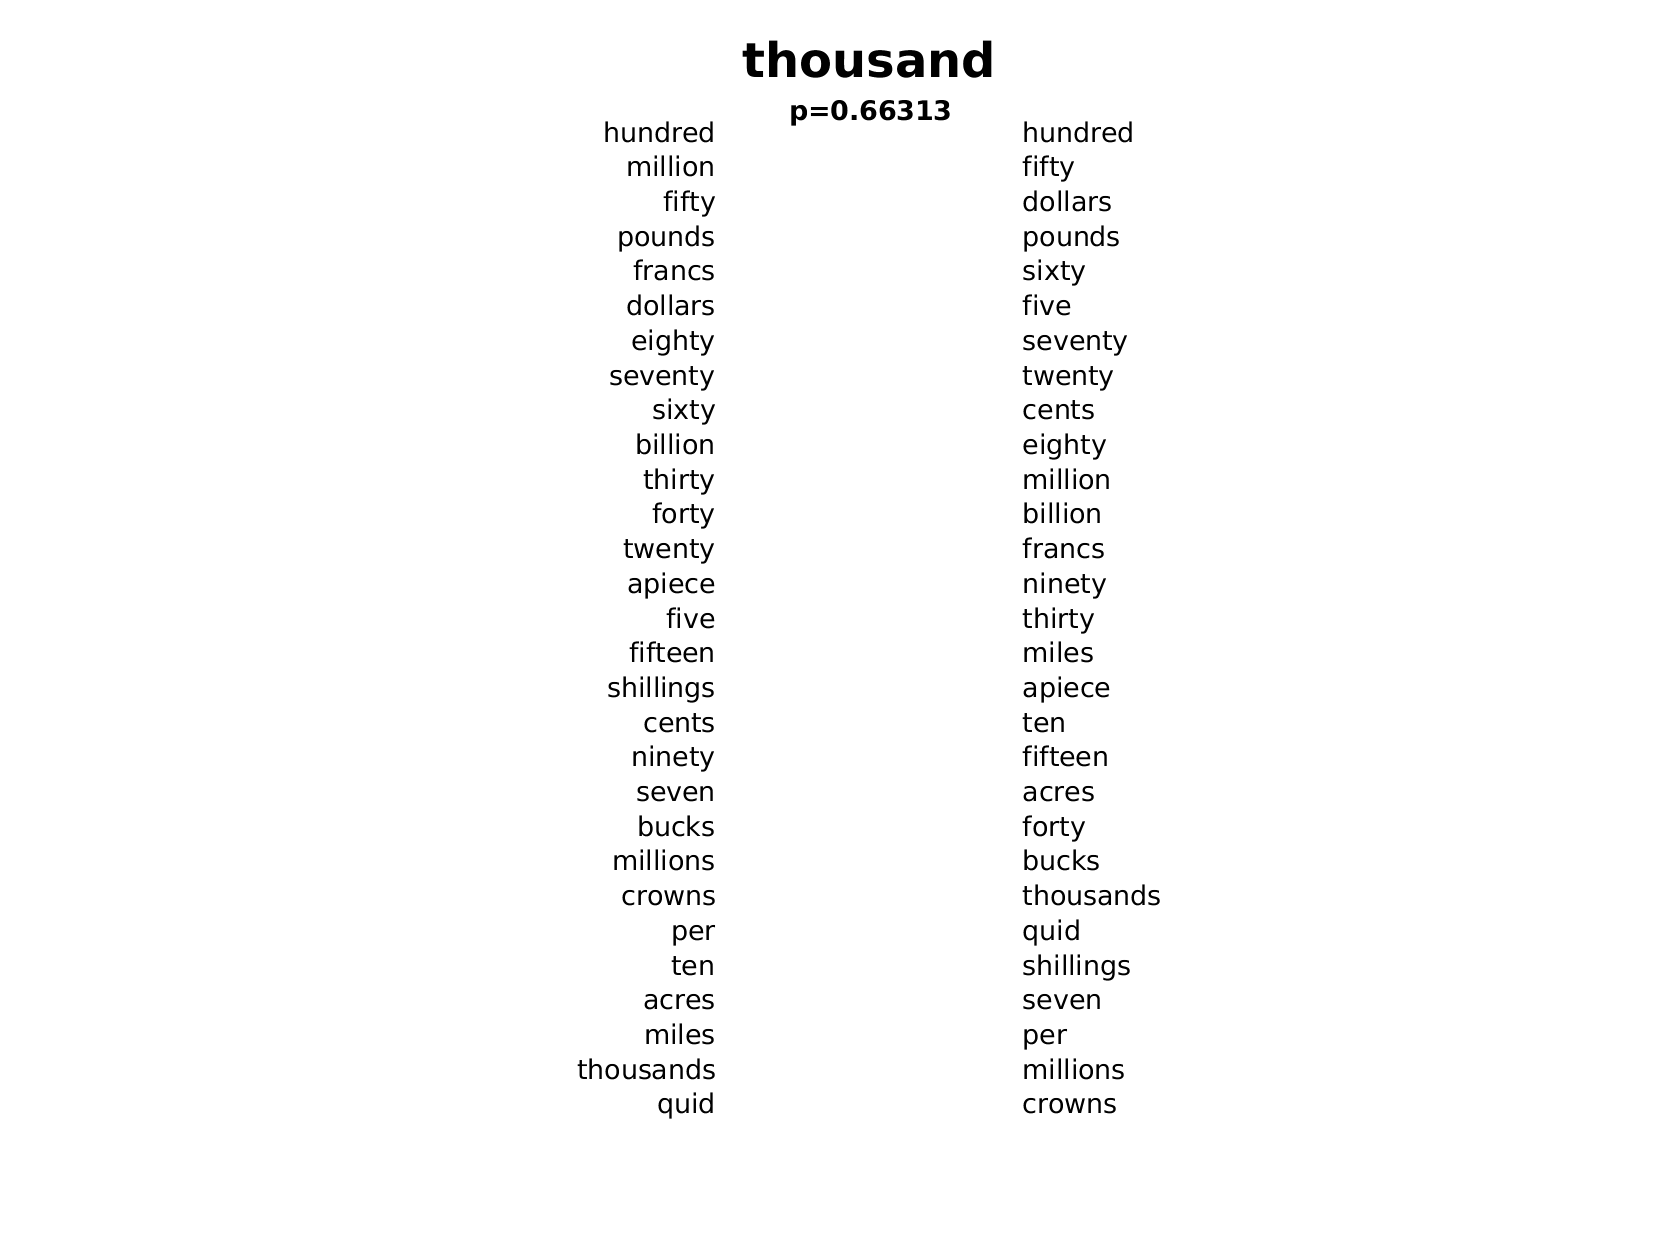 thousand
p=0.66313
hundred hundred
million fifty
fifty dollars
pounds pounds
francs sixty
dollars five
eighty seventy
seventy twenty
sixty cents
billion eighty
thirty million
forty billion
twenty francs
apiece ninety
five thirty
fifteen miles
shillings apiece
cents ten
ninety fifteen
seven acres
bucks forty
millions bucks
crowns thousands
per quid
ten shillings
acres seven
miles per
thousands millions
quid crowns